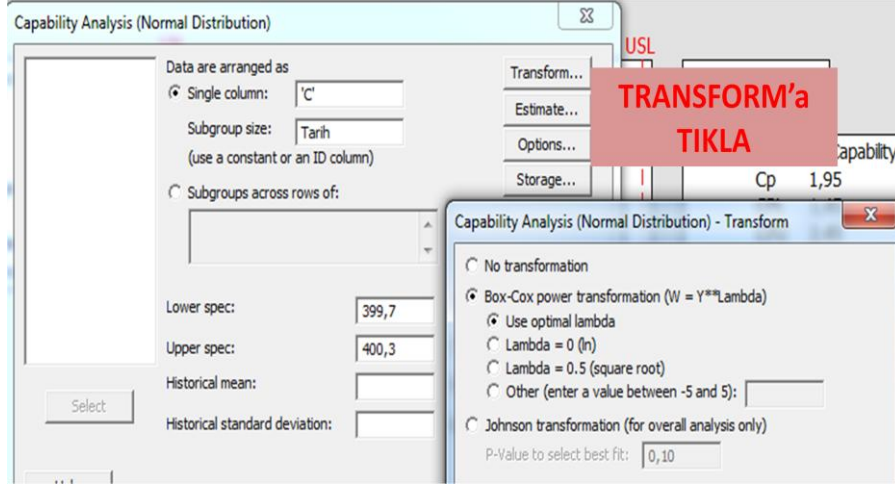 Capability Analysis (Normal Distribution)
Data are arranged as
Single column: 'C'
Subgroup size: Tarih
(use a constant or an ID column)
Subgroups across rows of:
Lower spec: 399,7
Upper spec: 400,3
Historical mean:
Historical standard deviation:
Select
Transform...
Estimate...
Options...
Storage...
USL
TRANSFORM'a
TIKLA
Capability
Cp 1,95
Capability Analysis (Normal Distribution) - Transform
No transformation
Box-Cox power transformation (W = Y**Lambda)
Use optimal lambda
Lambda = 0 (ln)
Lambda = 0.5 (square root)
Other (enter a value between -5 and 5):
Johnson transformation (for overall analysis only)
P-Value to select best fit: 0,10